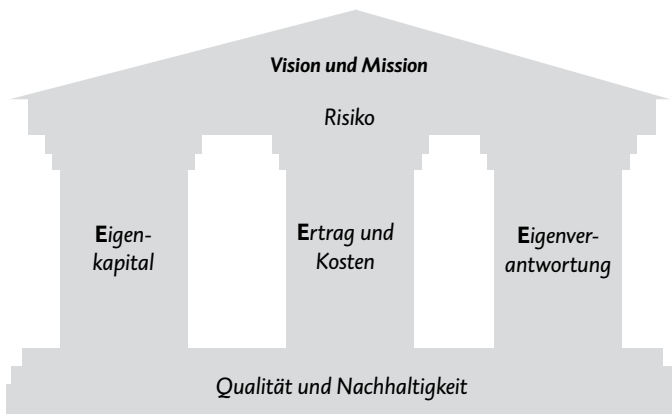 Vision und Mission
Risiko
Eigen-
kapital
Ertrag und
Kosten
Eigenver-
antwortung
Qualität und Nachhaltigkeit